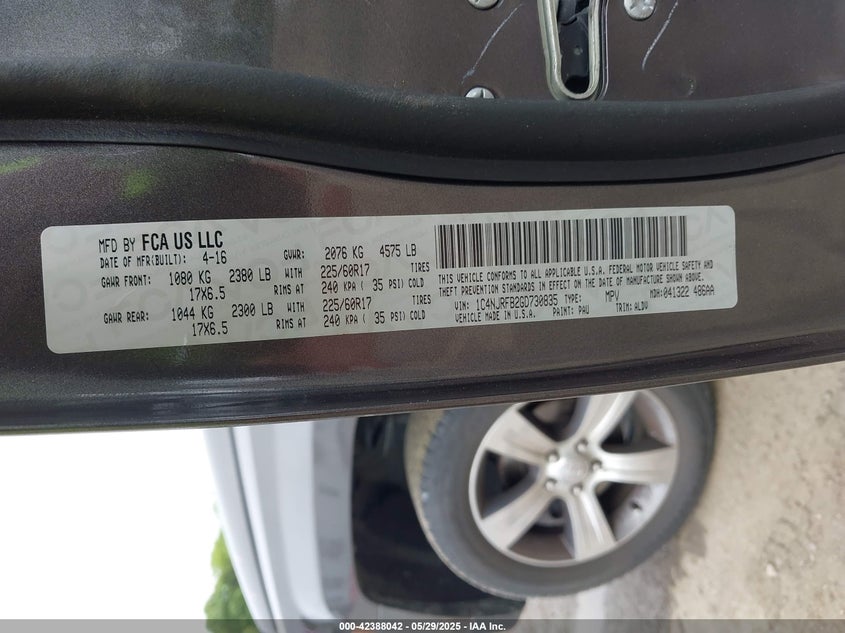 MFD BY FCA US LLC
DATE OF MFR(BUILT): 4-16 GVWR: 2076 KG 4575 LB
GAWR FRONT: 1080 KG 2380 LB WITH 225/60R17 TIRES
17X6.5 RIMS AT 240 KPA ( 35 PSI) COLD
GAWR REAR: 1044 KG 2300 LB WITH 225/60R17 TIRES
17X6.5 RIMS AT 240 KPA ( 35 PSI) COLD
THIS VEHICLE CONFORMS TO ALL APPLICABLE U.S.A. FEDERAL MOTOR VEHICLE SAFETY, BUMPER AND
THEFT PREVENTION STANDARDS IN EFFECT ON THE DATE OF MANUFACTURE SHOWN ABOVE.
VIN: 1C4NJRFB2GD730835 TYPE: MPV MDH: 041322 486AA
VEHICLE MADE IN U.S.A. PAINT: PAU TRIM: ALDV
000-42388042 - 05/29/2025 - IAA Inc.